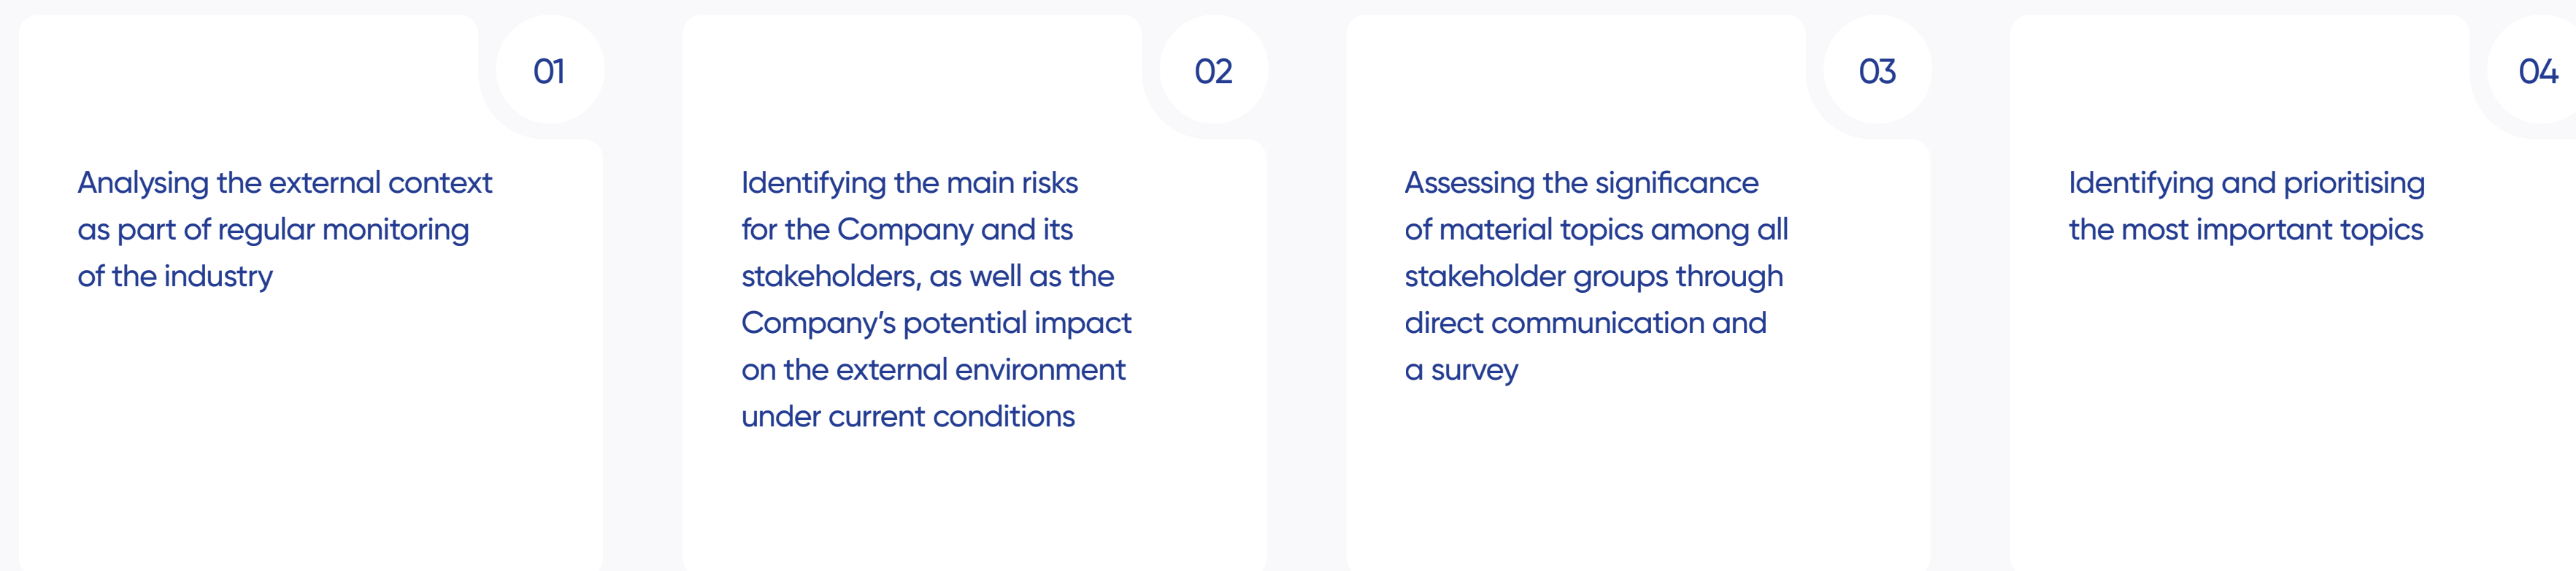 01
Analysing the external context
as part of regular monitoring
of the industry
02
Identifying the main risks
for the Company and its
stakeholders, as well as the
Company’s potential impact
on the external environment
under current conditions
03
Assessing the significance
of material topics among all
stakeholder groups through
direct communication and
a survey
04
Identifying and prioritising
the most important topics